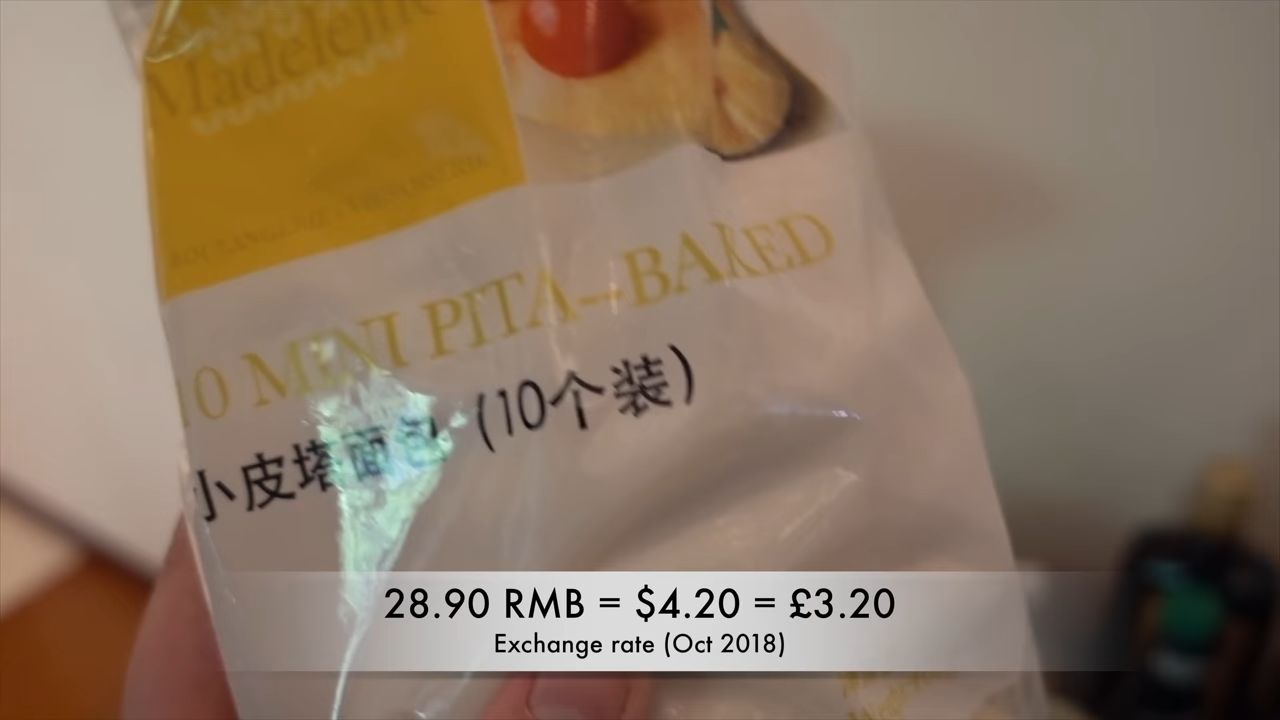 Madeleine
10 MINI PITA--BAKED
小皮塔面包 (10个装)
28.90 RMB = $4.20 = £3.20
Exchange rate (Oct 2018)